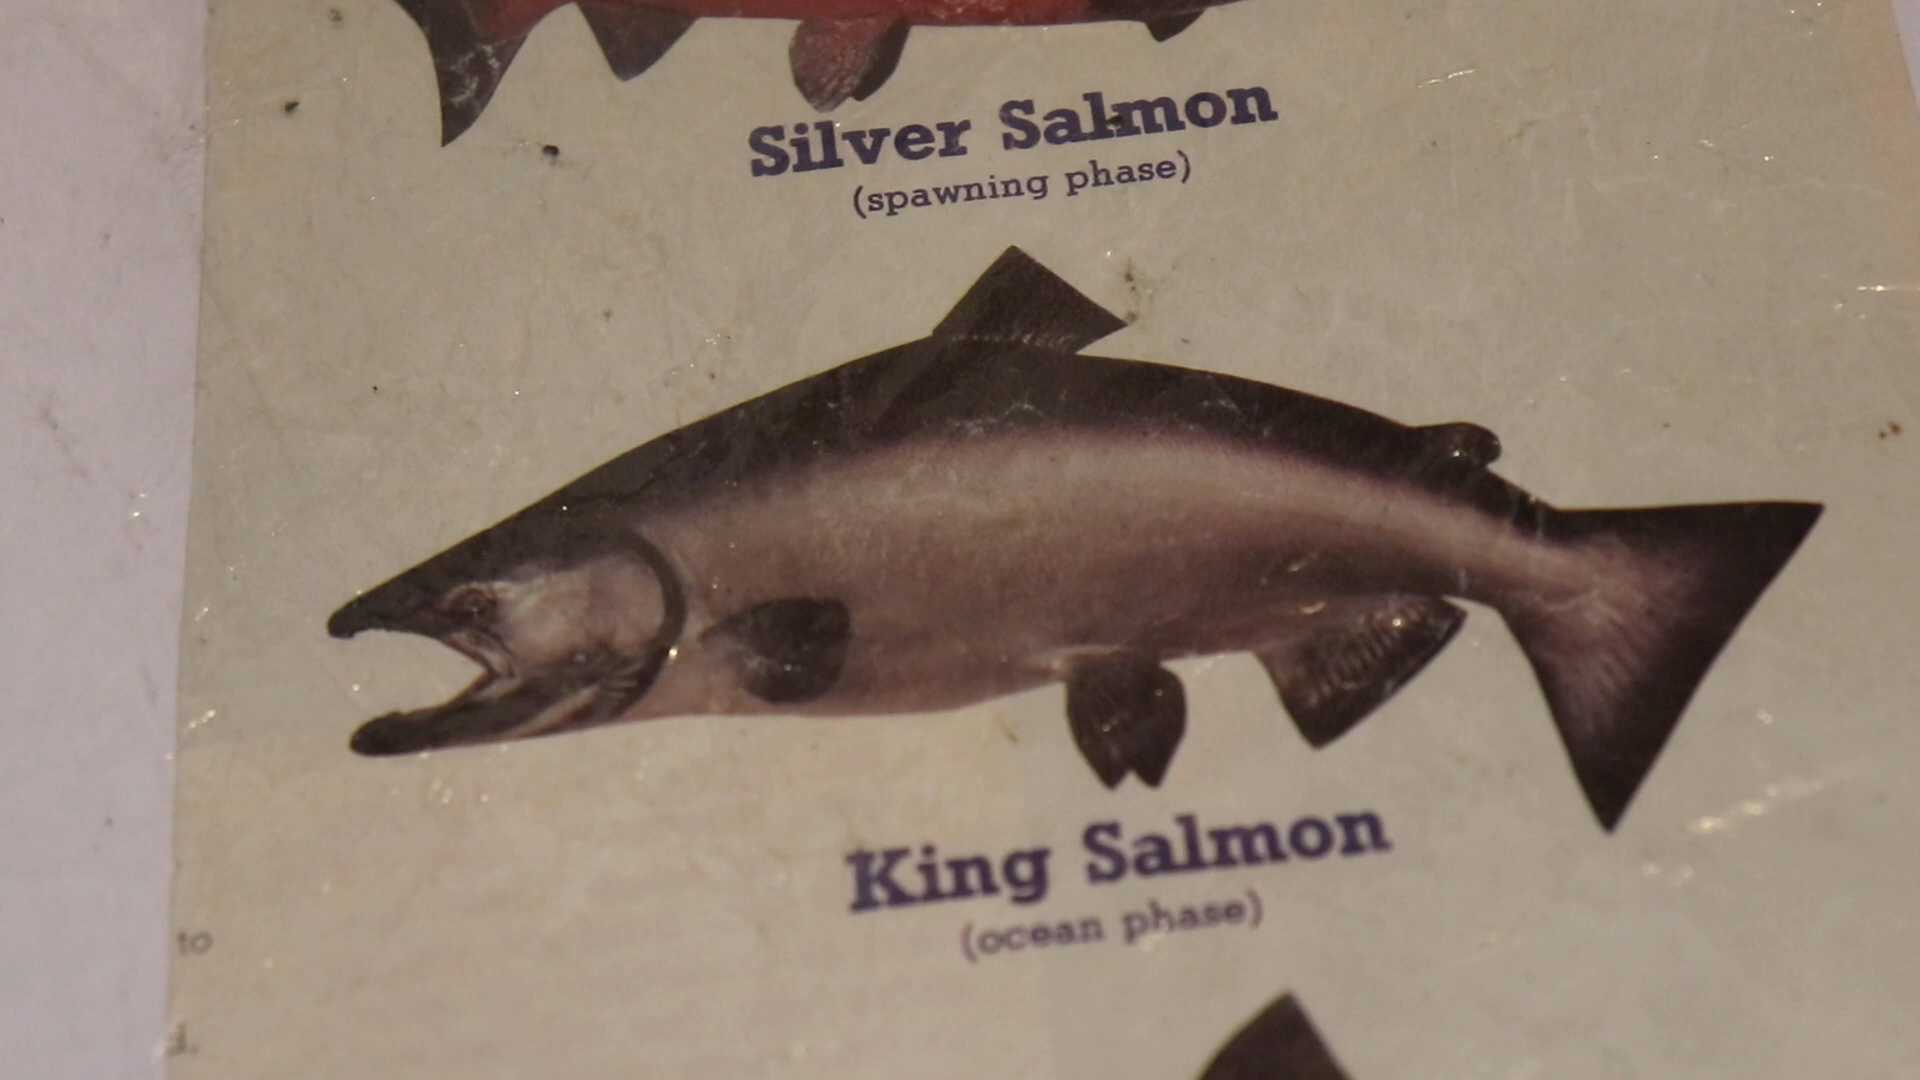 Silver Salmon
(spawning phase)
King Salmon
(ocean phase)
to